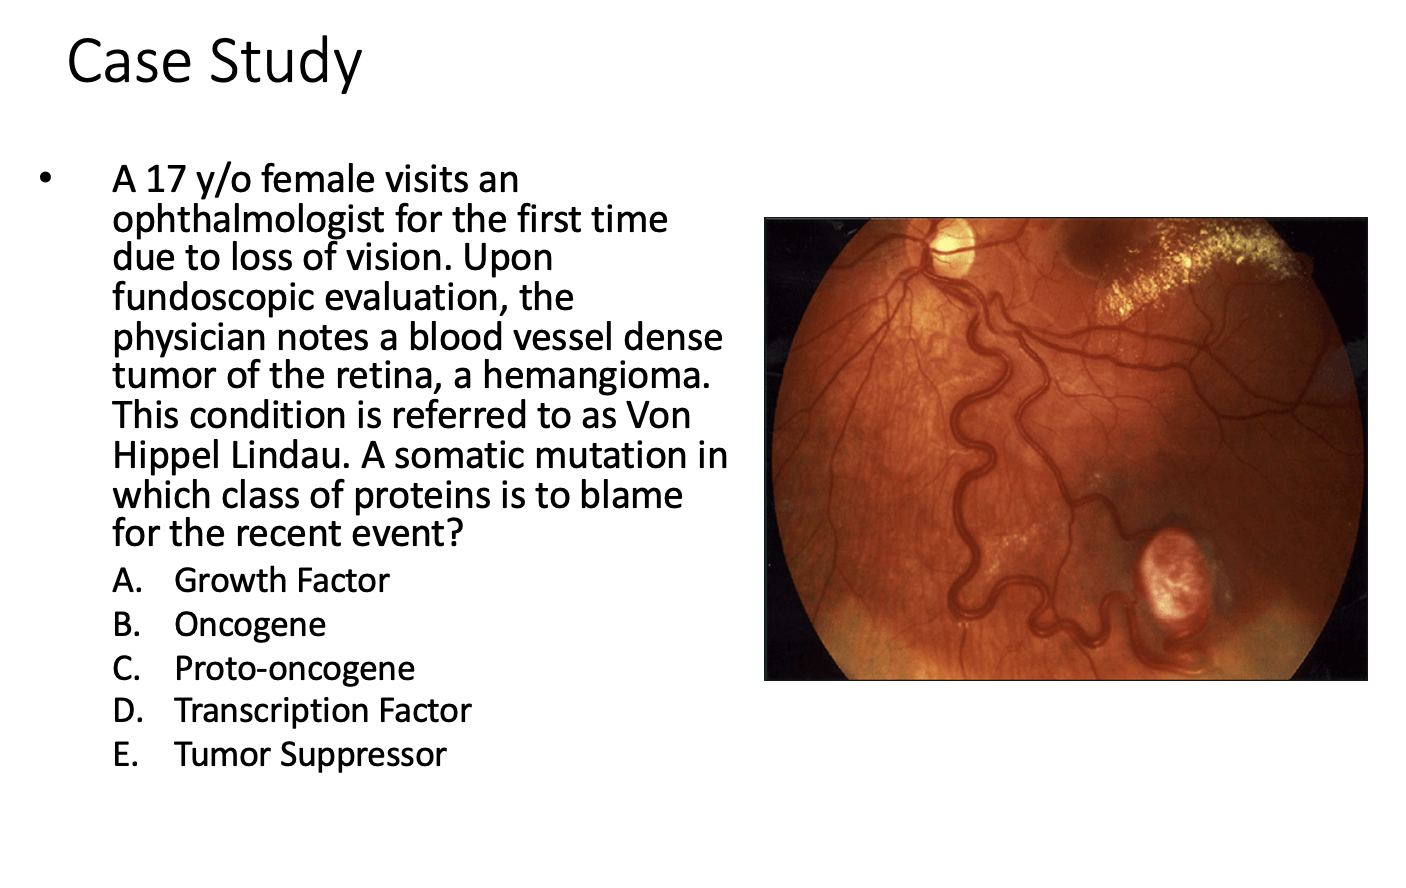 Case Study
• A 17 y/o female visits an
ophthalmologist for the first time
due to loss of vision. Upon
fundoscopic evaluation, the
physician notes a blood vessel dense
tumor of the retina, a hemangioma.
This condition is referred to as Von
Hippel Lindau. A somatic mutation in
which class of proteins is to blame
for the recent event?
A. Growth Factor
B. Oncogene
C. Proto-oncogene
D. Transcription Factor
E. Tumor Suppressor